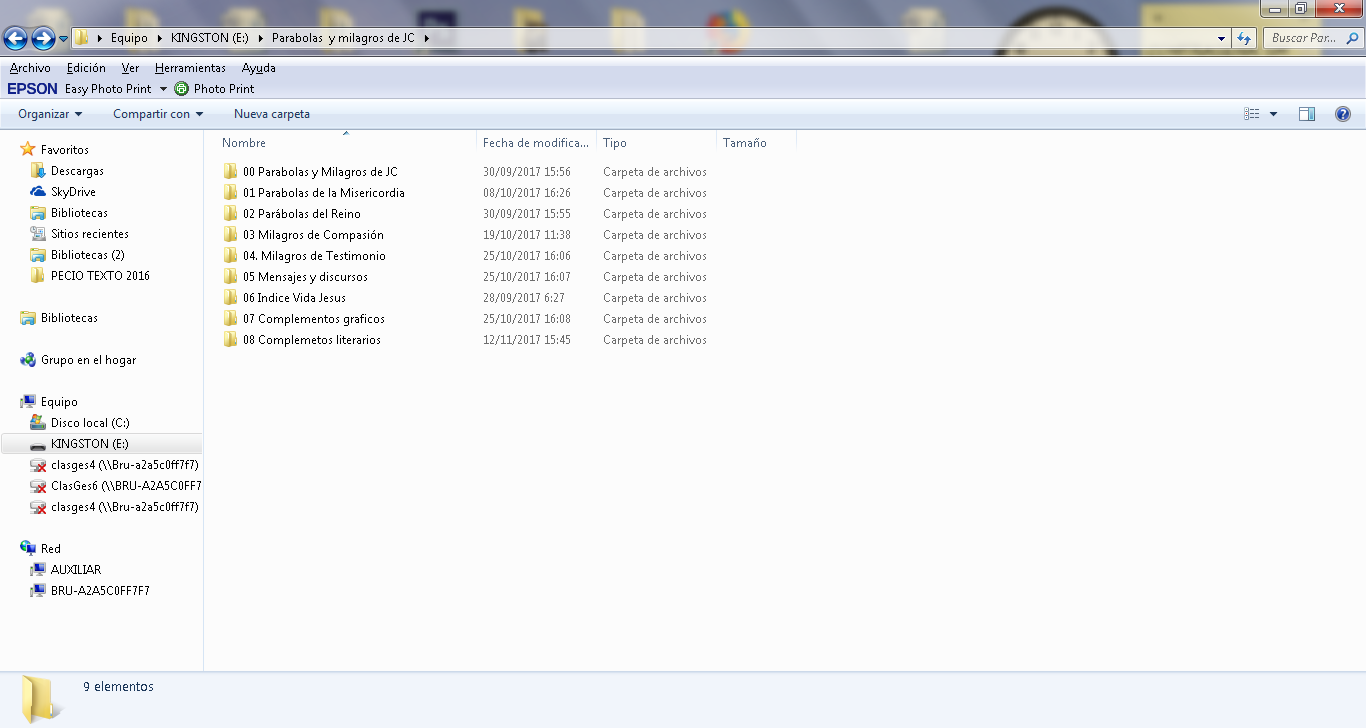 Equipo KINGSTON (E:) Parabolas y milagros de JC
Buscar Par...
Archivo Edición Ver Herramientas Ayuda
EPSON Easy Photo Print Photo Print
Organizar Compartir con Nueva carpeta
Favoritos
Descargas
SkyDrive
Bibliotecas
Sitios recientes
Bibliotecas (2)
PECIO TEXTO 2016
Bibliotecas
Grupo en el hogar
Equipo
Disco local (C:)
KINGSTON (E:)
clasges4 (\\Bru-a2a5c0ff7f7)
ClasGes6 (\\BRU-A2A5C0FF7
clasges4 (\\Bru-a2a5c0ff7f7)
Red
AUXILIAR
BRU-A2A5C0FF7F7
Nombre Fecha de modifica... Tipo Tamaño
00 Parabolas y Milagros de JC 30/09/2017 15:56 Carpeta de archivos
01 Parabolas de la Misericordia 08/10/2017 16:26 Carpeta de archivos
02 Parábolas del Reino 30/09/2017 15:55 Carpeta de archivos
03 Milagros de Compasión 19/10/2017 11:38 Carpeta de archivos
04. Milagros de Testimonio 25/10/2017 16:06 Carpeta de archivos
05 Mensajes y discursos 25/10/2017 16:07 Carpeta de archivos
06 Indice Vida Jesus 28/09/2017 6:27 Carpeta de archivos
07 Complementos graficos 25/10/2017 16:08 Carpeta de archivos
08 Complemetos literarios 12/11/2017 15:45 Carpeta de archivos
9 elementos